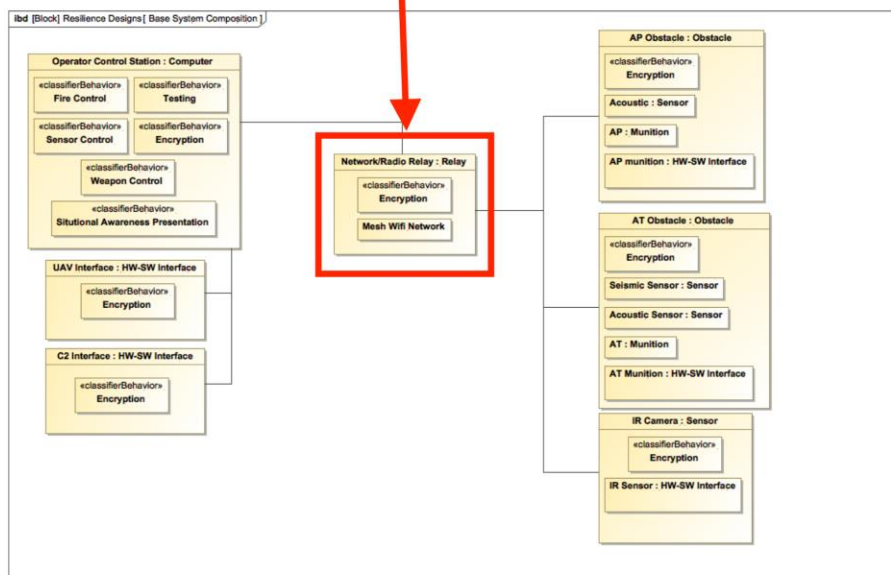 ibd [Block] Resilience Designs[ Base System Composition ]
Operator Control Station : Computer
«classifierBehavior»
Fire Control
«classifierBehavior»
Testing
«classifierBehavior»
Sensor Control
«classifierBehavior»
Encryption
«classifierBehavior»
Weapon Control
«classifierBehavior»
Situtional Awareness Presentation
UAV Interface : HW-SW Interface
«classifierBehavior»
Encryption
C2 Interface : HW-SW Interface
«classifierBehavior»
Encryption
Network/Radio Relay : Relay
«classifierBehavior»
Encryption
Mesh Wifi Network
AP Obstacle : Obstacle
«classifierBehavior»
Encryption
Acoustic : Sensor
AP : Munition
AP munition : HW-SW Interface
AT Obstacle : Obstacle
«classifierBehavior»
Encryption
Seismic Sensor : Sensor
Acoustic Sensor : Sensor
AT : Munition
AT Munition : HW-SW Interface
IR Camera : Sensor
«classifierBehavior»
Encryption
IR Sensor : HW-SW Interface